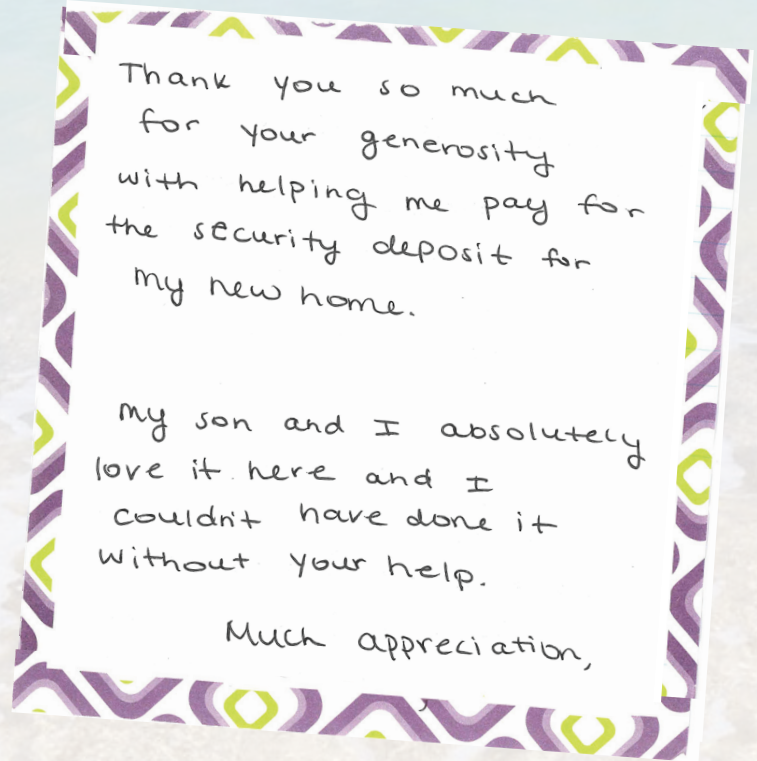 Thank you so much
for your generosity
with helping me pay for
the security deposit for
my new home.
My son and I absolutely
love it here and I
couldn't have done it
without your help.
Much appreciation,